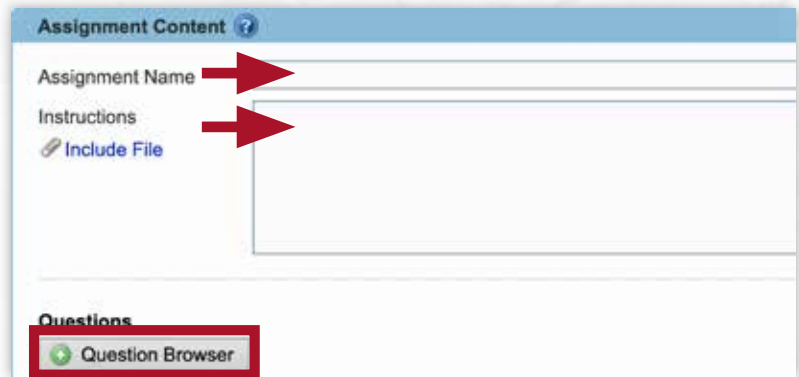 Assignment Content
Assignment Name
Instructions
Include File
Questions
Question Browser